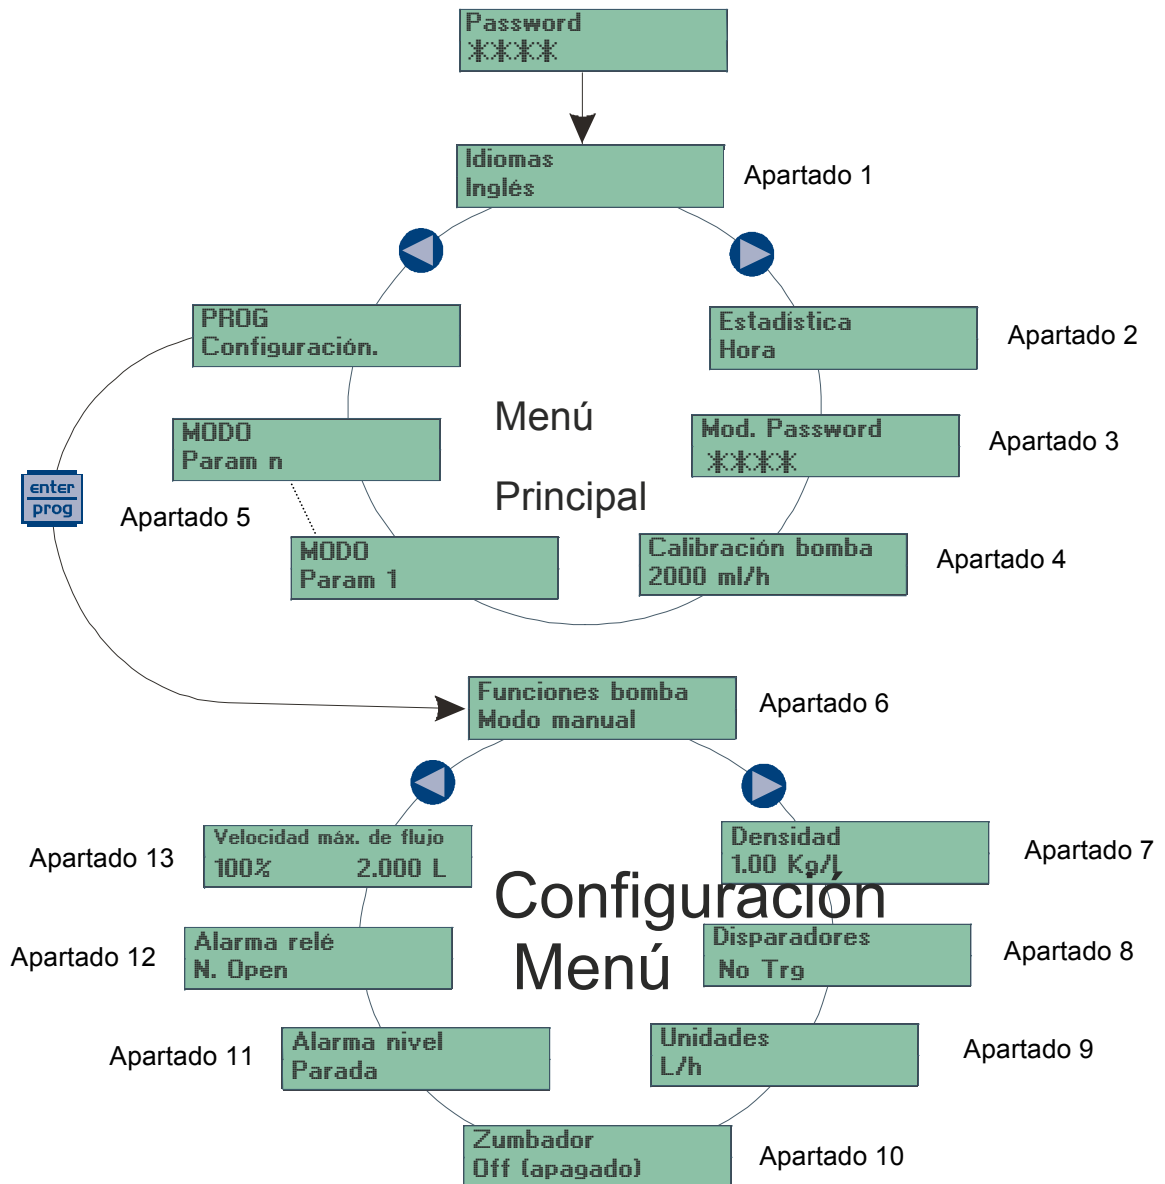 Password
****
Idiomas
Inglés
Apartado 1
PROG
Configuración.
Estadística
Hora
Apartado 2
MODO
Param n
Menú
Principal
Mod. Password
****
Apartado 3
enter
prog
Apartado 5
MODO
Param 1
Calibración bomba
2000 ml/h
Apartado 4
Funciones bomba
Modo manual
Apartado 6
Apartado 13
Velocidad máx. de flujo
100% 2.000 L
Densidad
1.00 Kg/L
Apartado 7
Configuración
Menú
Apartado 12
Alarma relé
N. Open
Disparadores
No Trg
Apartado 8
Apartado 11
Alarma nivel
Parada
Unidades
L/h
Apartado 9
Zumbador
Off (apagado)
Apartado 10